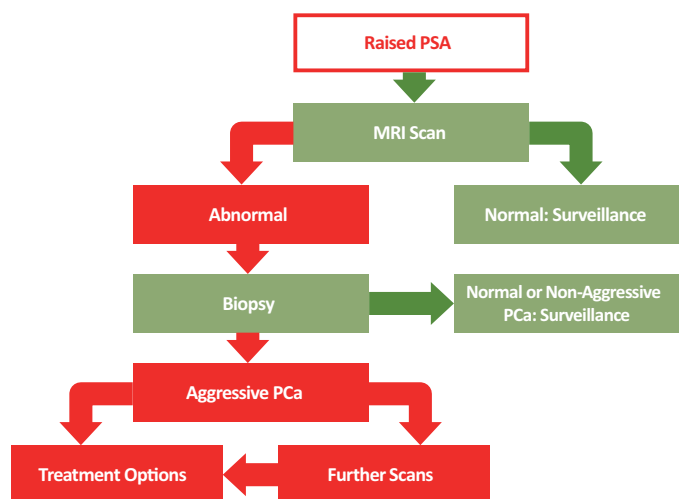 Raised PSA
MRI Scan
Abnormal
Normal: Surveillance
Biopsy
Normal or Non-Aggressive
PCa: Surveillance
Aggressive PCa
Treatment Options
Further Scans